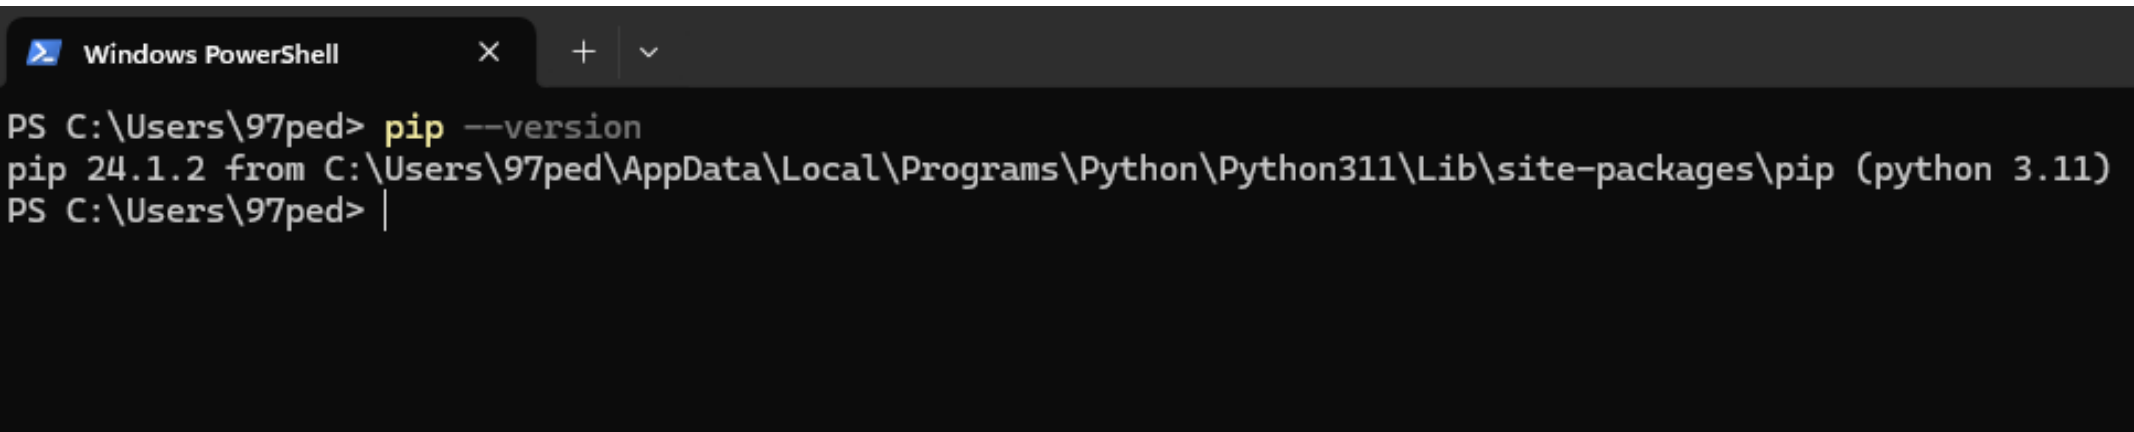 Windows PowerShell
PS C:\Users\97ped> pip --version
pip 24.1.2 from C:\Users\97ped\AppData\Local\Programs\Python\Python311\Lib\site-packages\pip (python 3.11)
PS C:\Users\97ped>